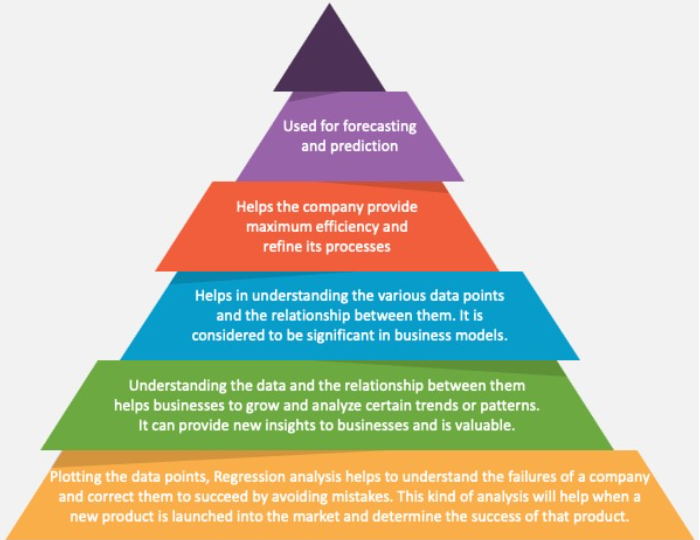 Used for forecasting
and prediction
Helps the company provide
maximum efficiency and
refine its processes
Helps in understanding the various data points
and the relationship between them. It is
considered to be significant in business models.
Understanding the data and the relationship between them
helps businesses to grow and analyze certain trends or patterns.
It can provide new insights to businesses and is valuable.
Plotting the data points, Regression analysis helps to understand the failures of a company
and correct them to succeed by avoiding mistakes. This kind of analysis will help when a
new product is launched into the market and determine the success of that product.